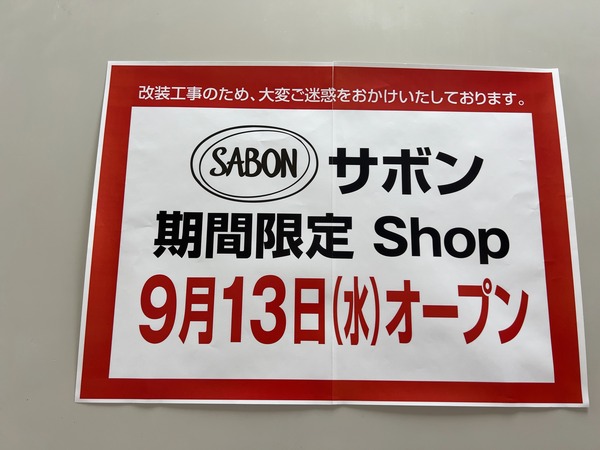 改装工事のため、大変ご迷惑をおかけいたしております。
SABON サボン
期間限定 Shop
9月13日(水)オープン